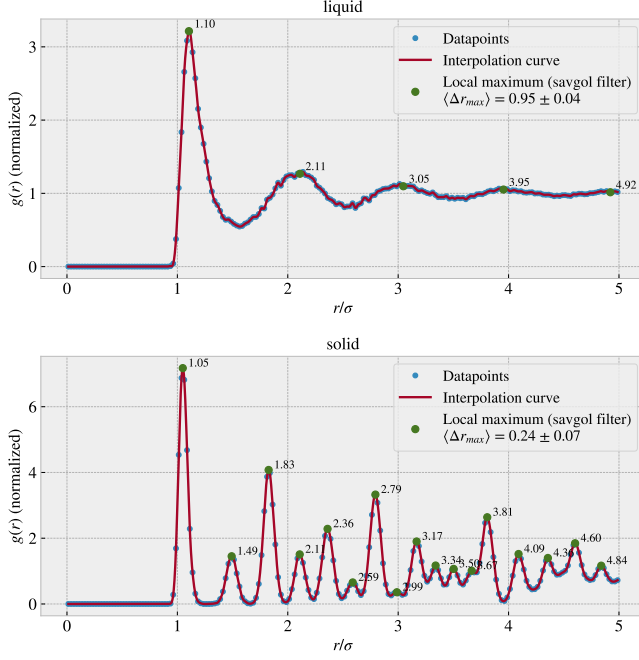 liquid
1.10
2.11
3.05
3.95
4.92
Datapoints
Interpolation curve
Local maximum (savgol filter)
⟨Δr_max⟩ = 0.95 ± 0.04
g(r) (normalized)
3
2
1
0
0 1 2 3 4 5
r/σ
solid
1.05
1.49
1.83
2.11
2.36
2.59
2.79
2.99
3.17
3.34
3.50
3.67
3.81
4.09
4.36
4.60
4.84
Datapoints
Interpolation curve
Local maximum (savgol filter)
⟨Δr_max⟩ = 0.24 ± 0.07
g(r) (normalized)
6
4
2
0
0 1 2 3 4 5
r/σ